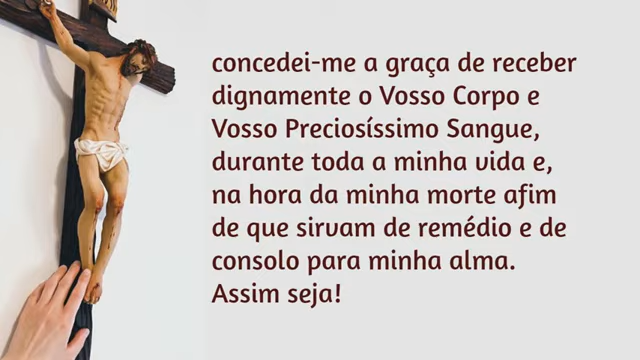 concedei-me a graça de receber
dignamente o Vosso Corpo e
Vosso Preciosíssimo Sangue,
durante toda a minha vida e,
na hora da minha morte afim
de que sirvam de remédio e de
consolo para minha alma.
Assim seja!